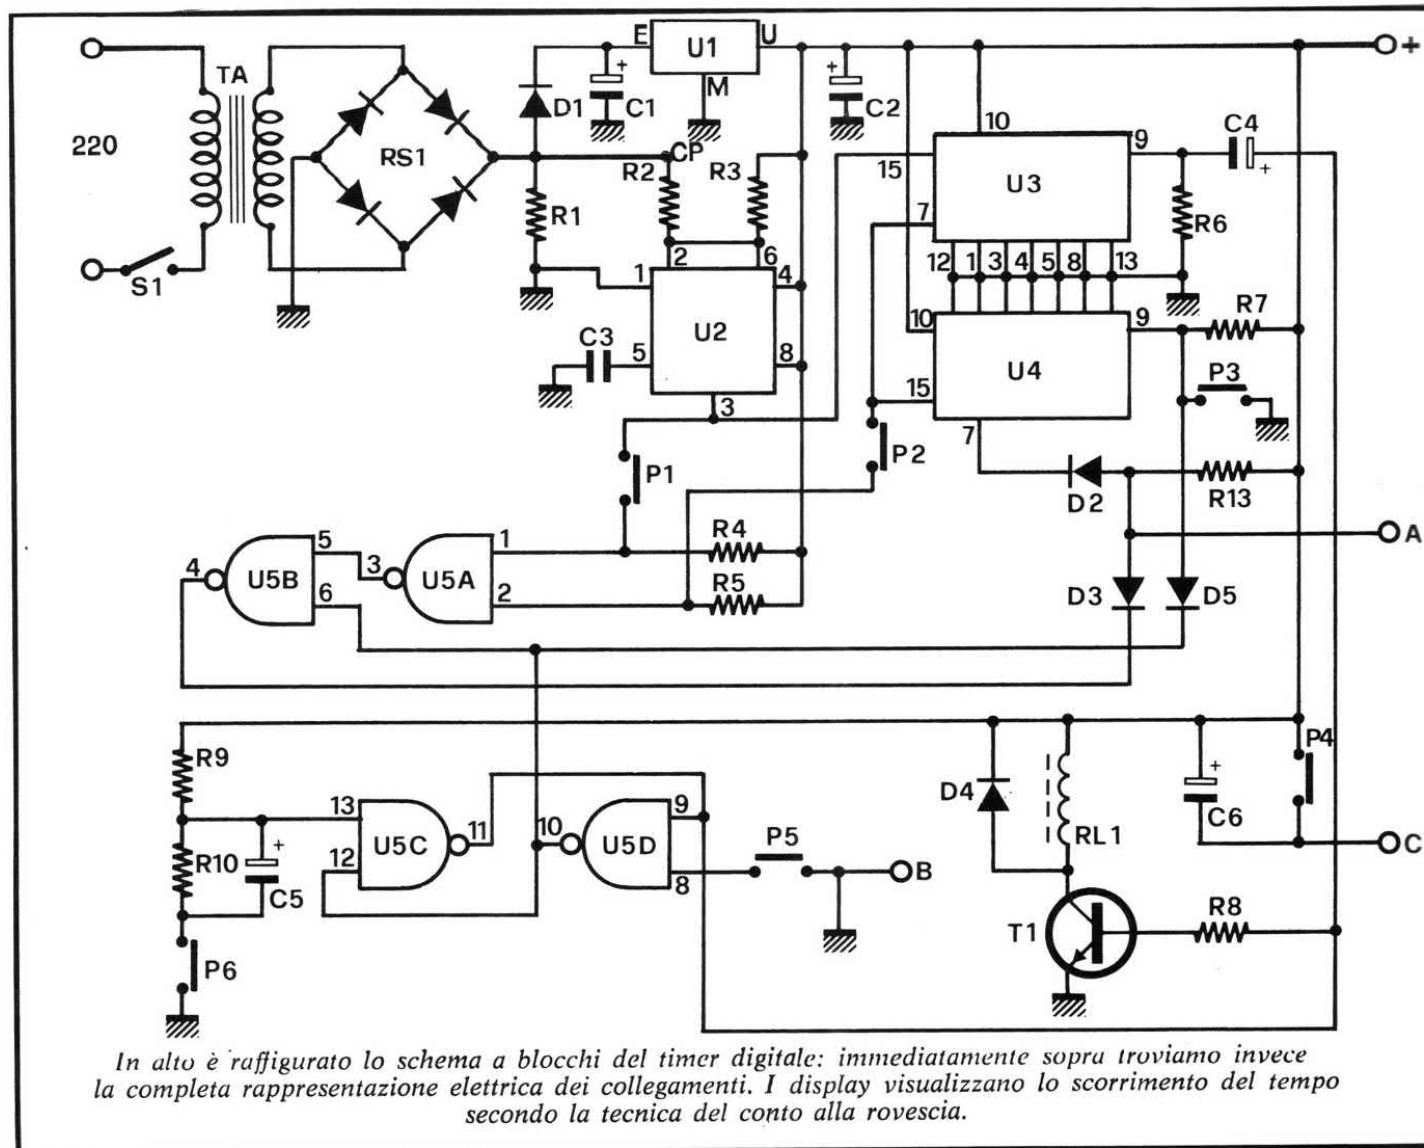 E U1 U +
TA
+ + C2
M
D1 C1
10
9 C4
220
RS1
CP
R2 R3
15 U3 +
R1
7 R6
S1
2 6
12 1 3 4 5 8 13
1 4
R7
U2
10 9
C3
5 8
U4 P3
15
3
7
P1 P2
D2 R13
A
1 R4
4 5 3
U5B U5A
2 R5
6
D3 D5
R9
P4
+
D4
13 9 P5
C6
RL1
U5C 11 10 U5D
C
R10 + 12
8 B
C5
R8
T1
P6
In alto è raffigurato lo schema a blocchi del timer digitale: immediatamente sopra troviamo invece
la completa rappresentazione elettrica dei collegamenti. I display visualizzano lo scorrimento del tempo
secondo la tecnica del conto alla rovescia.